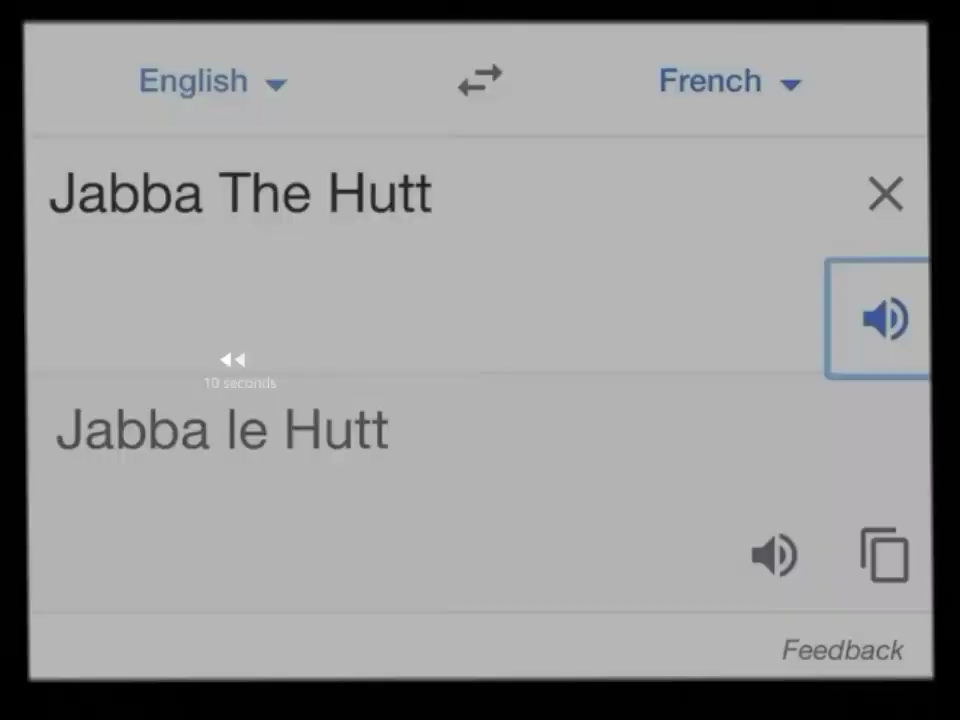 English French
Jabba The Hutt
10 seconds
Jabba le Hutt
Feedback